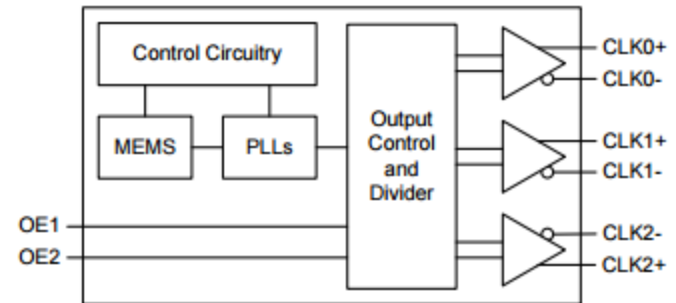 Control Circuitry
MEMS
PLLs
Output
Control
and
Divider
OE1
OE2
CLK0+
CLK0-
CLK1+
CLK1-
CLK2-
CLK2+